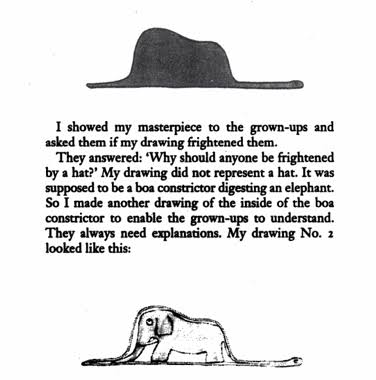 I showed my masterpiece to the grown-ups and
asked them if my drawing frightened them.
They answered: ‘Why should anyone be frightened
by a hat?’ My drawing did not represent a hat. It was
supposed to be a boa constrictor digesting an elephant.
So I made another drawing of the inside of the boa
constrictor to enable the grown-ups to understand.
They always need explanations. My drawing No. 2
looked like this: